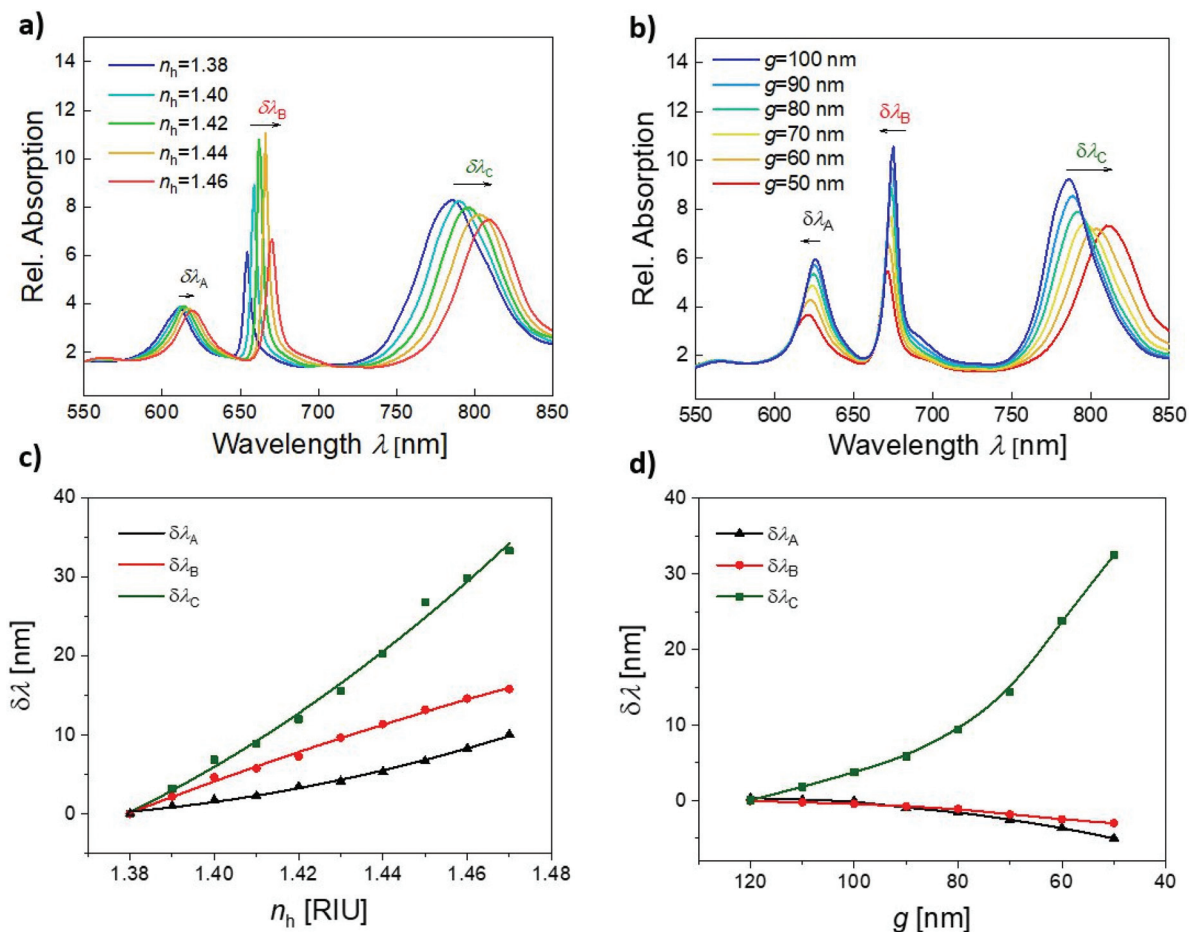 a)
14
12
10
8
6
4
2
Rel. Absorption
n_h=1.38
n_h=1.40
n_h=1.42
n_h=1.44
n_h=1.46
δλ_A
δλ_B
δλ_C
550 600 650 700 750 800 850
Wavelength λ [nm]
b)
14
12
10
8
6
4
2
Rel. Absorption
g=100 nm
g=90 nm
g=80 nm
g=70 nm
g=60 nm
g=50 nm
δλ_A
δλ_B
δλ_C
550 600 650 700 750 800 850
Wavelength λ [nm]
c)
40
30
20
10
0
δλ [nm]
δλ_A
δλ_B
δλ_C
1.38 1.40 1.42 1.44 1.46 1.48
n_h [RIU]
d)
40
30
20
10
0
δλ [nm]
δλ_A
δλ_B
δλ_C
120 100 80 60 40
g [nm]